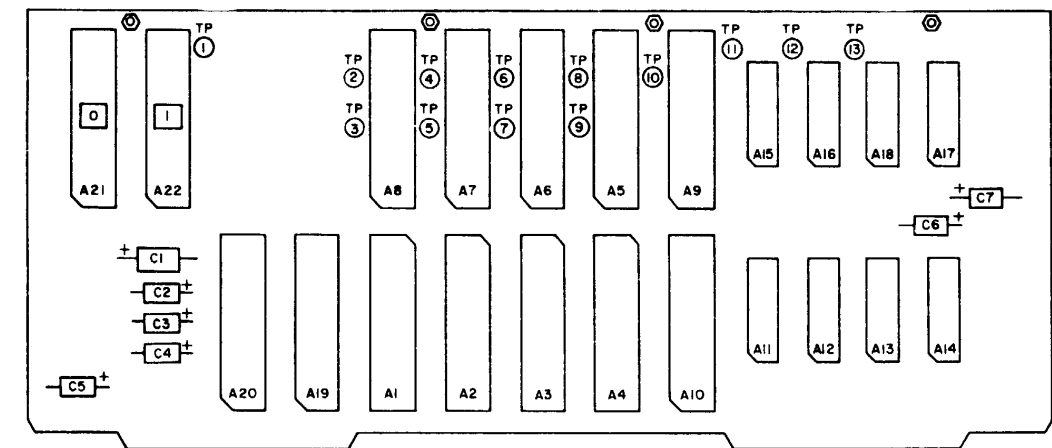 TP TP TP TP
1 11 12 13
TP TP TP TP TP
2 4 6 8 10
TP TP TP TP
3 5 7 9
0 1
A15 A16 A18 A17
A21 A22 A8 A7 A6 A5 A9
+ C7
C6 +
+ C1
C2 +
C3 +
C4 +
A11 A12 A13 A14
C5 +
A20 A19 A1 A2 A3 A4 A10